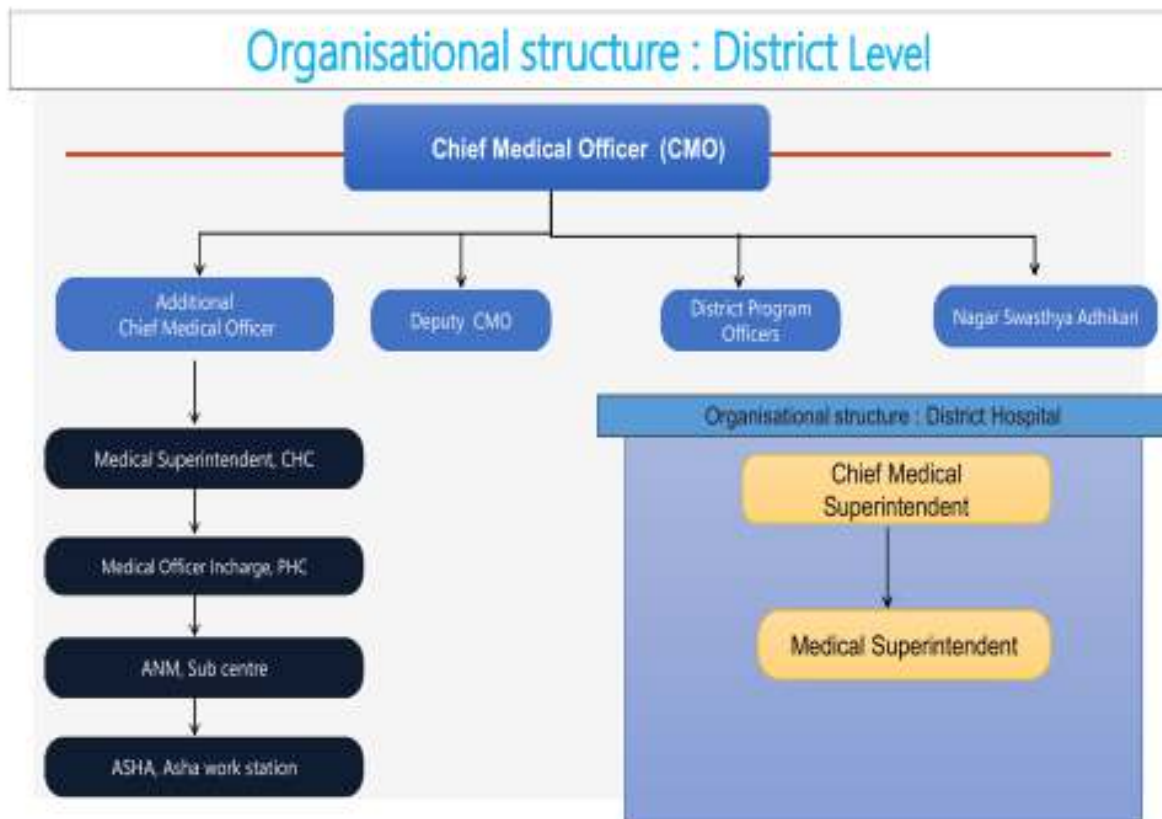 Organisational structure : District Level
Chief Medical Officer (CMO)
Additional
Chief Medical Officer
Deputy CMO
District Program
Officers
Nagar Swasthya Adhikari
Medical Superintendent, CHC
Medical Officer Incharge, PHC
ANM, Sub centre
ASHA, Asha work station
Organisational structure : District Hospital
Chief Medical
Superintendent
Medical Superintendent